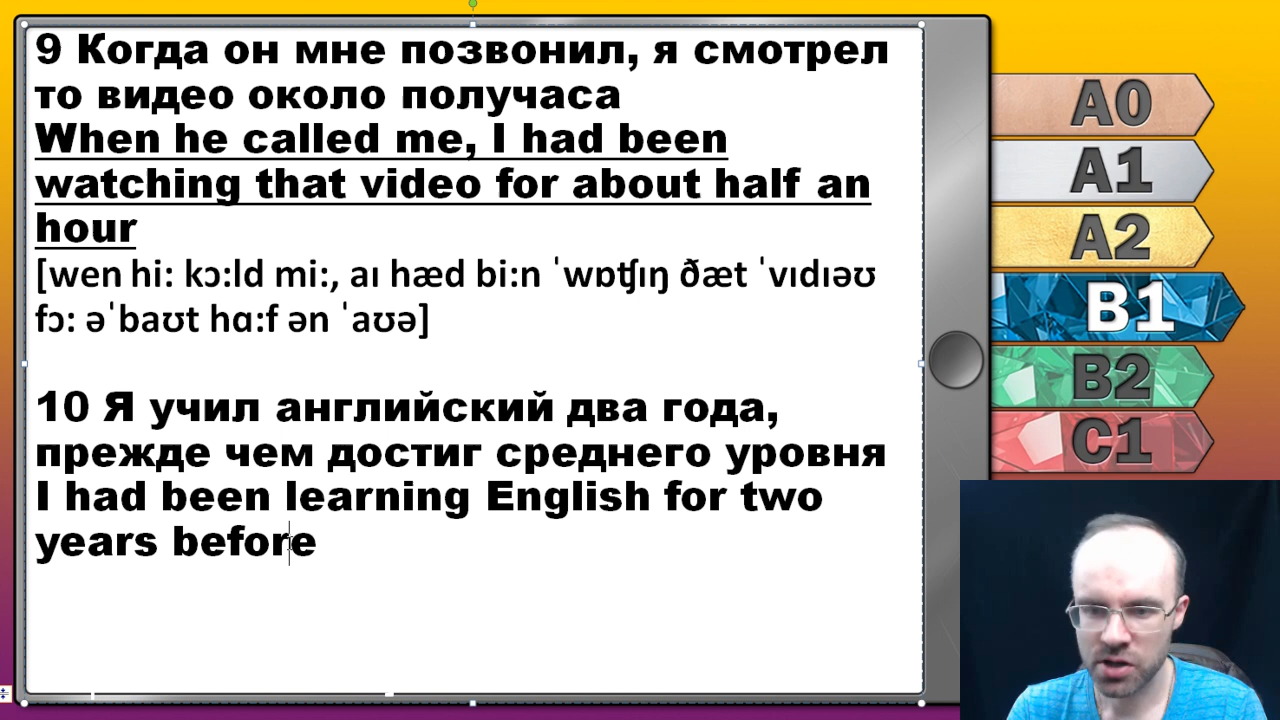 9 Когда он мне позвонил, я смотрел
то видео около получаса
When he called me, I had been
watching that video for about half an
hour
[wen hi: kɔ:ld mi:, aɪ hæd bi:n ˈwɒʧɪŋ ðæt ˈvɪdɪəʊ
fɔ: əˈbaʊt hɑ:f ən ˈaʊə]
10 Я учил английский два года,
прежде чем достиг среднего уровня
I had been learning English for two
years before
A0
A1
A2
B1
B2
C1